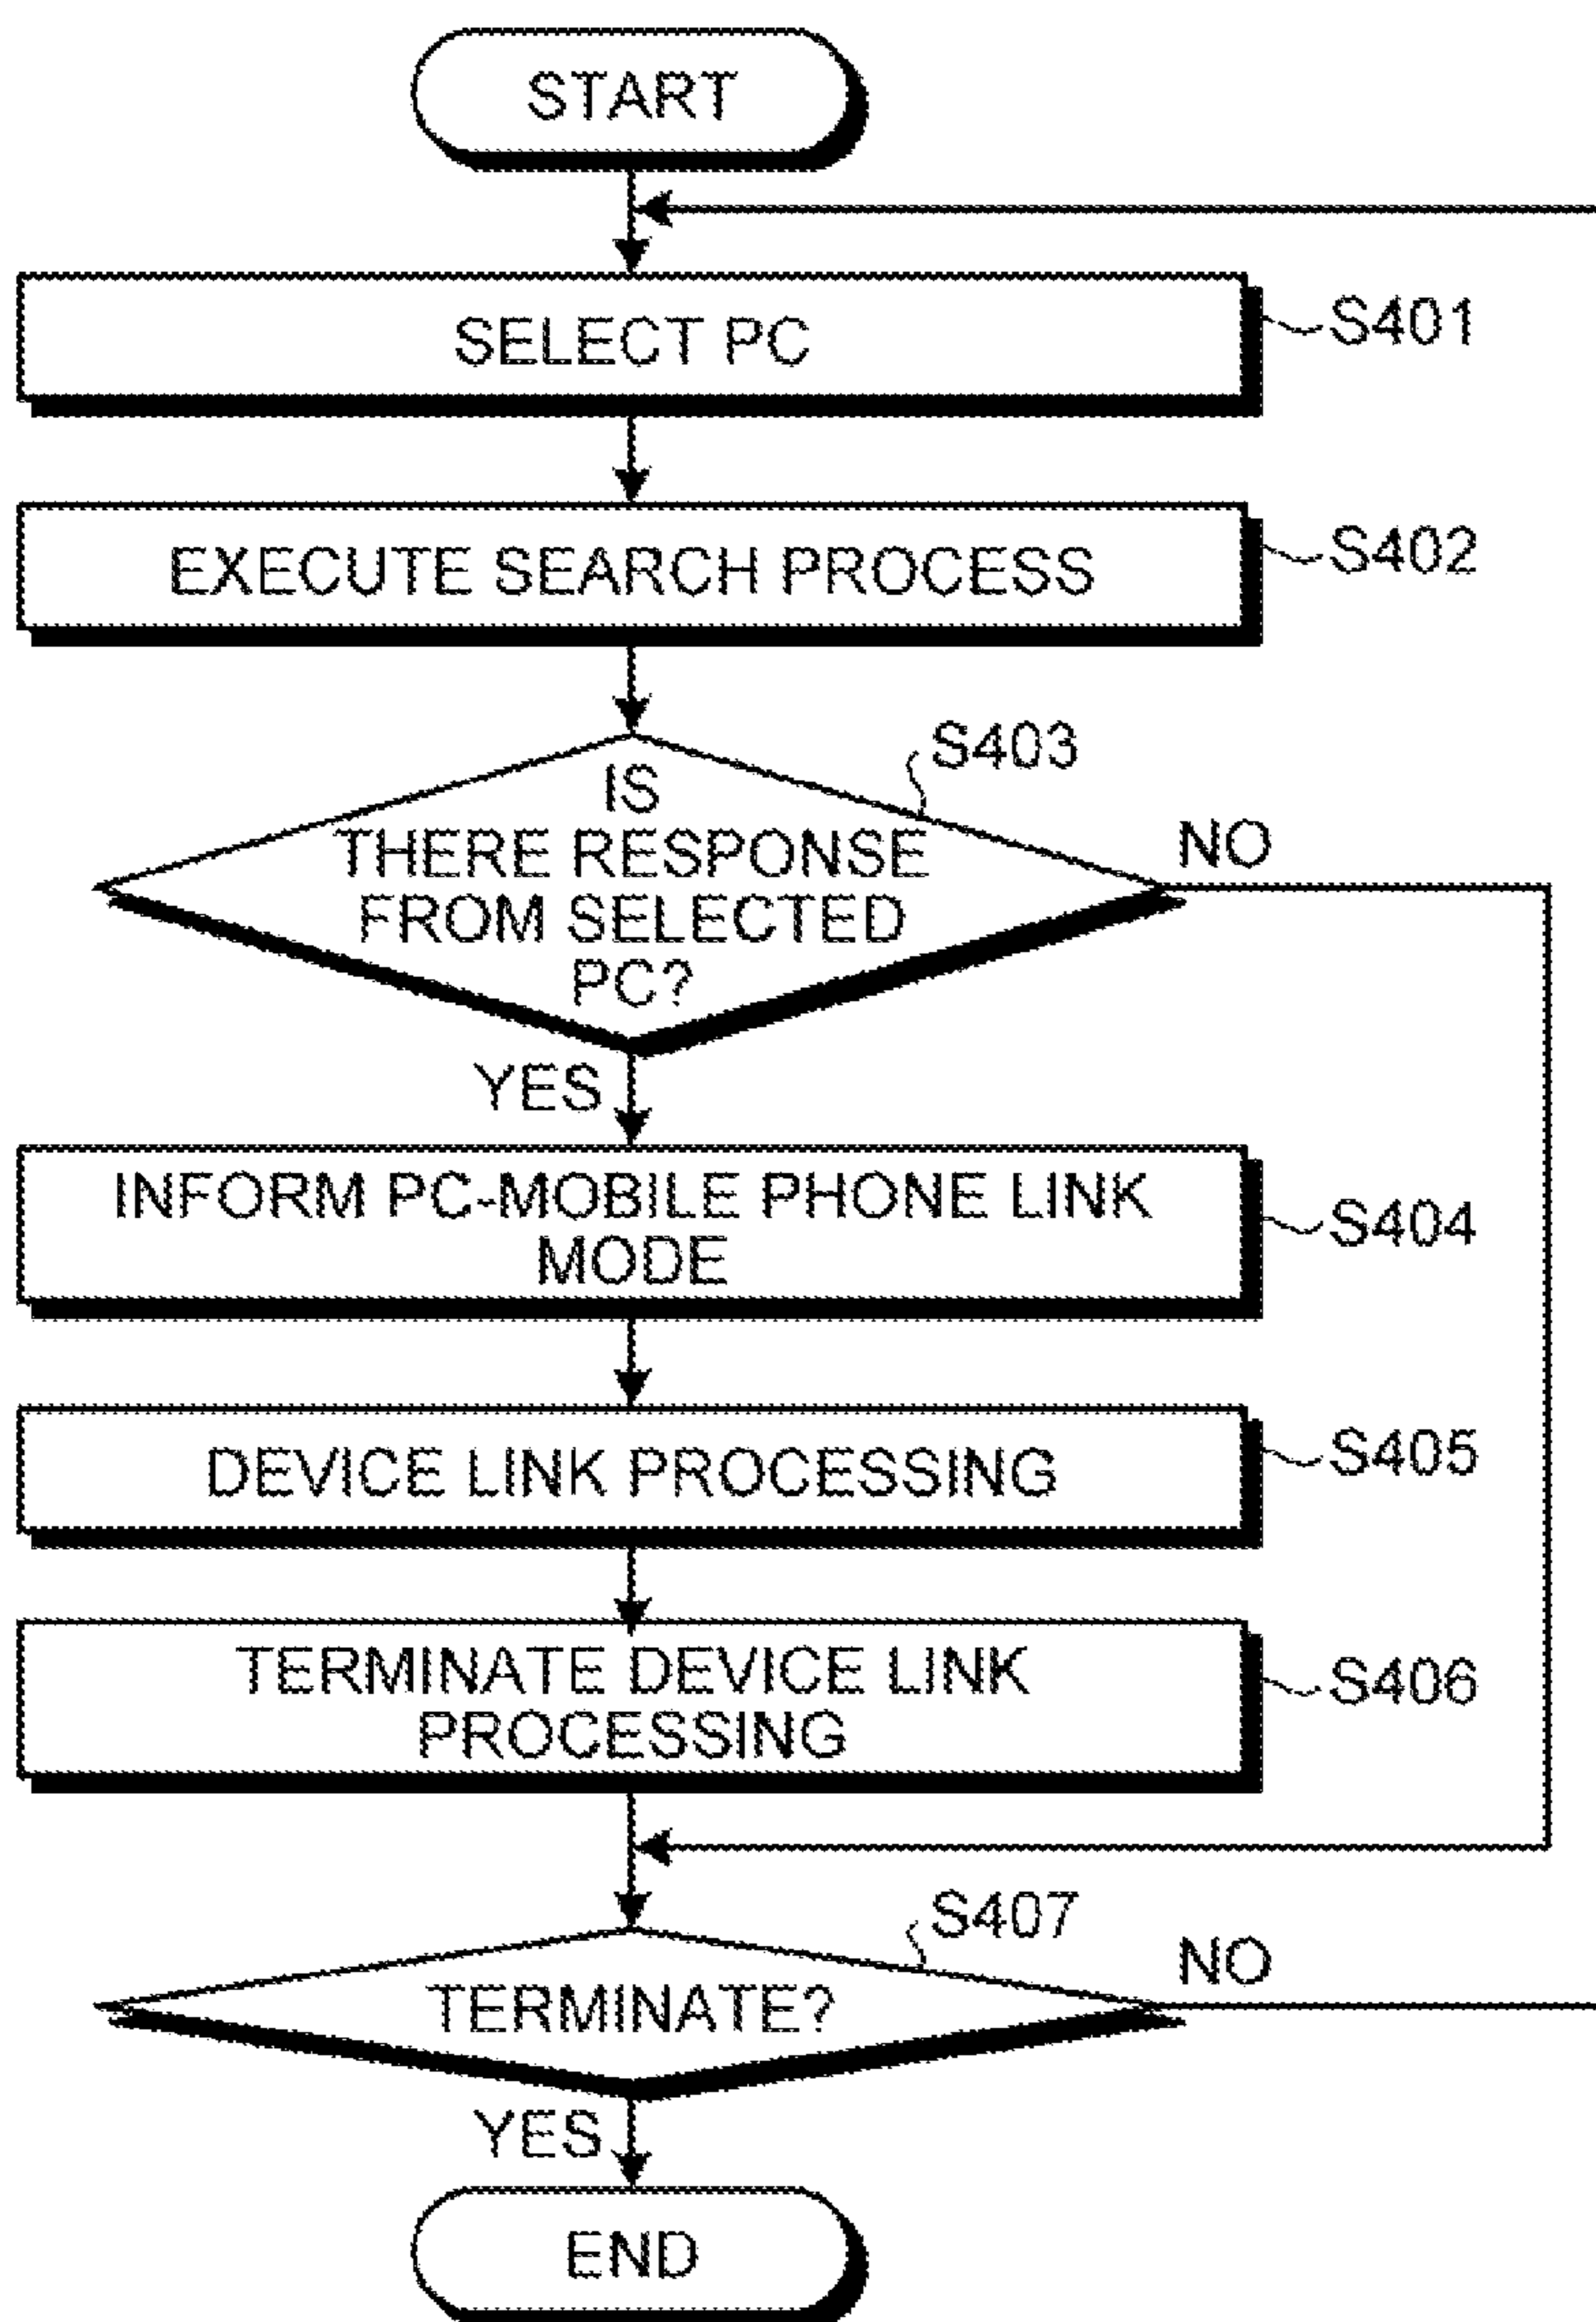 START
SELECT PC
S401
EXECUTE SEARCH PROCESS
S402
S403
IS
THERE RESPONSE
FROM SELECTED
PC?
NO
YES
INFORM PC-MOBILE PHONE LINK
MODE
S404
DEVICE LINK PROCESSING
S405
TERMINATE DEVICE LINK
PROCESSING
S406
S407
TERMINATE?
NO
YES
END